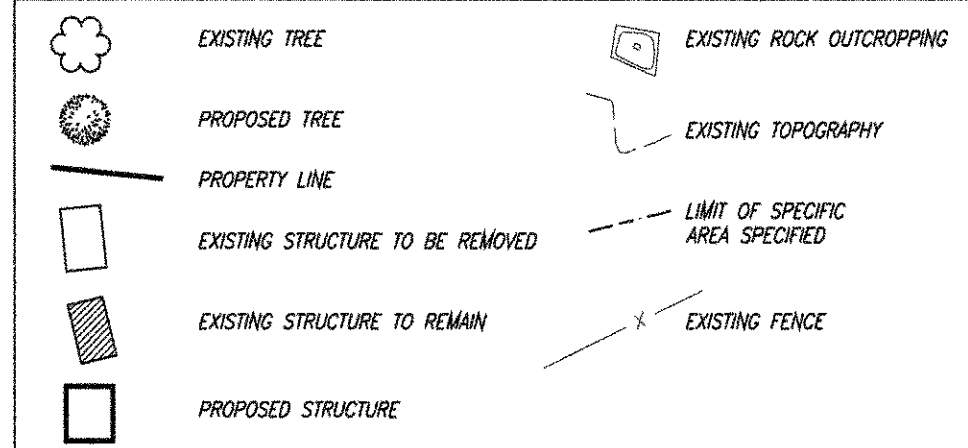 EXISTING TREE
PROPOSED TREE
PROPERTY LINE
EXISTING STRUCTURE TO BE REMOVED
EXISTING STRUCTURE TO REMAIN
PROPOSED STRUCTURE
EXISTING ROCK OUTCROPPING
EXISTING TOPOGRAPHY
LIMIT OF SPECIFIC
AREA SPECIFIED
X
EXISTING FENCE